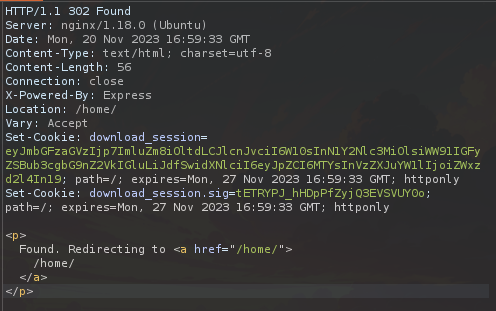 HTTP/1.1 302 Found
Server: nginx/1.18.0 (Ubuntu)
Date: Mon, 20 Nov 2023 16:59:33 GMT
Content-Type: text/html; charset=utf-8
Content-Length: 56
Connection: close
X-Powered-By: Express
Location: /home/
Vary: Accept
Set-Cookie: download_session=
eyJmbGFzaGVzIjp7ImluZm8iOltdLCJlcnJvciI6W10sInN1Y2Nlc3MiOlsiWW91IGFy
ZSBub3cgbG9nZ2VkIGluLiJdfSwidXNlciI6eyJpZCI6MTYsInVzZXJuYW1lIjoiZWxz
d2l4In19; path=/; expires=Mon, 27 Nov 2023 16:59:33 GMT; httponly
Set-Cookie: download_session.sig=tETRYPJ_hHDpPfZyjQ3EVSVUY0o;
path=/; expires=Mon, 27 Nov 2023 16:59:33 GMT; httponly
<p>
Found. Redirecting to <a href="/home/">
/home/
</a>
</p>